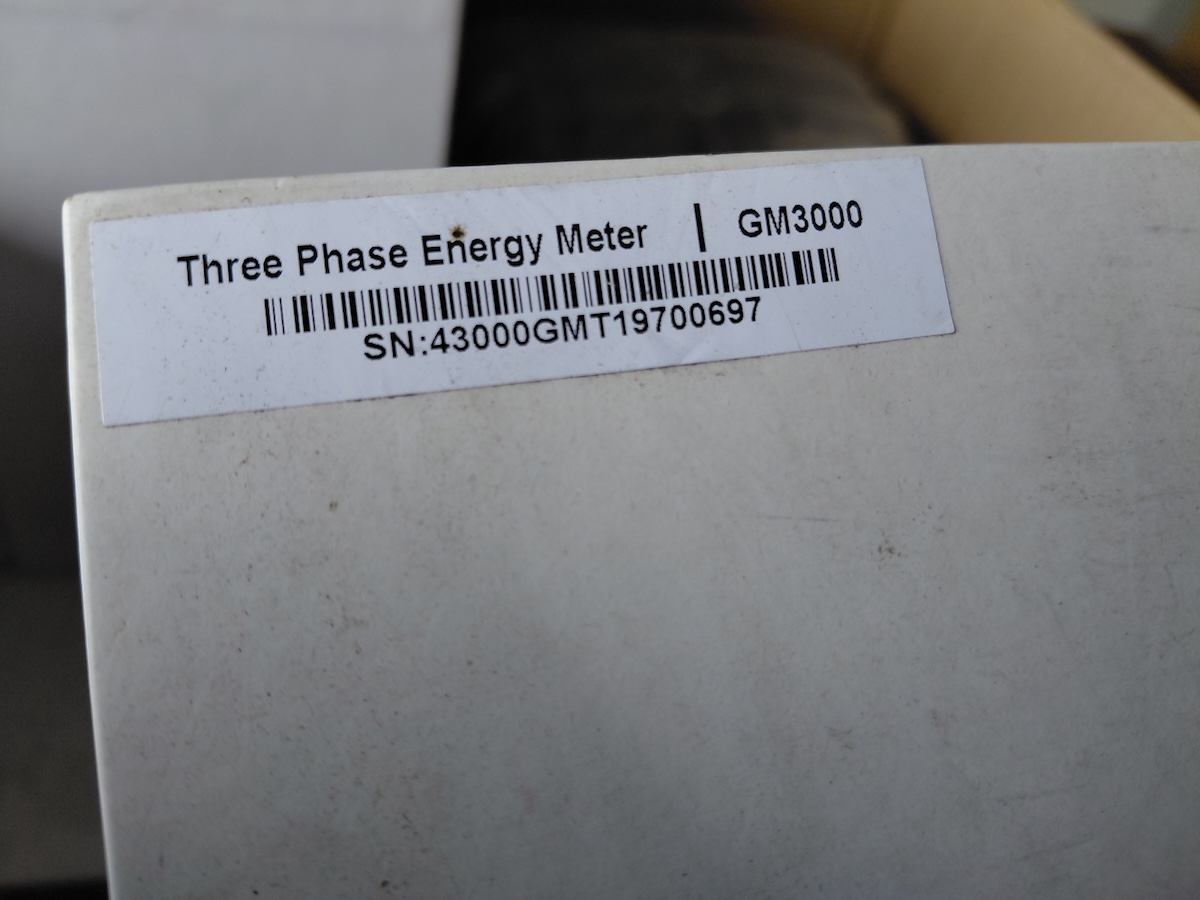 Three Phase Energy Meter | GM3000
SN:43000GMT19700697